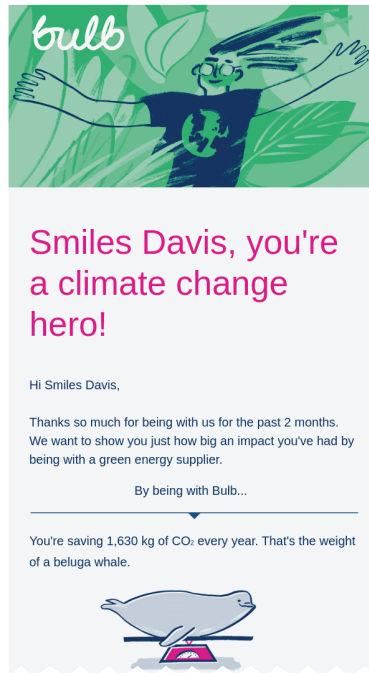 bulb
Smiles Davis, you're
a climate change
hero!
Hi Smiles Davis,
Thanks so much for being with us for the past 2 months.
We want to show you just how big an impact you've had by
being with a green energy supplier.
By being with Bulb...
You're saving 1,630 kg of CO₂ every year. That's the weight
of a beluga whale.